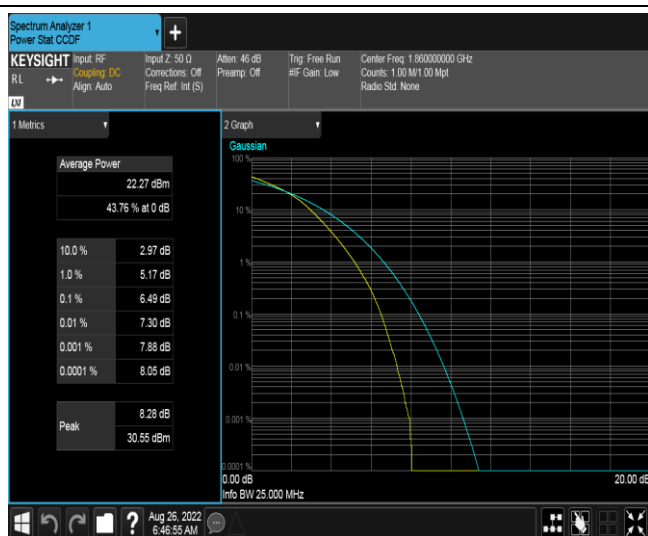 Spectrum Analyzer 1
Power Stat CCDF
KEYSIGHT
RL
LXI
Input: RF
Coupling: DC
Align: Auto
Input Z: 50 Ω
Corrections: Off
Freq Ref: Int (S)
Atten: 46 dB
Preamp: Off
Trig: Free Run
#IF Gain: Low
Center Freq: 1.860000000 GHz
Counts: 1.00 M/1.00 Mpt
Radio Std: None
1 Metrics
Average Power
22.27 dBm
43.76 % at 0 dB
10.0 % 2.97 dB
1.0 % 5.17 dB
0.1 % 6.49 dB
0.01 % 7.30 dB
0.001 % 7.88 dB
0.0001 % 8.05 dB
Peak
8.28 dB
30.55 dBm
2 Graph
Gaussian
100 %
10 %
1 %
0.1 %
0.01 %
0.001 %
0.0001 %
0.00 dB
20.00 dB
Info BW 25.000 MHz
?
Aug 26, 2022
6:46:55 AM